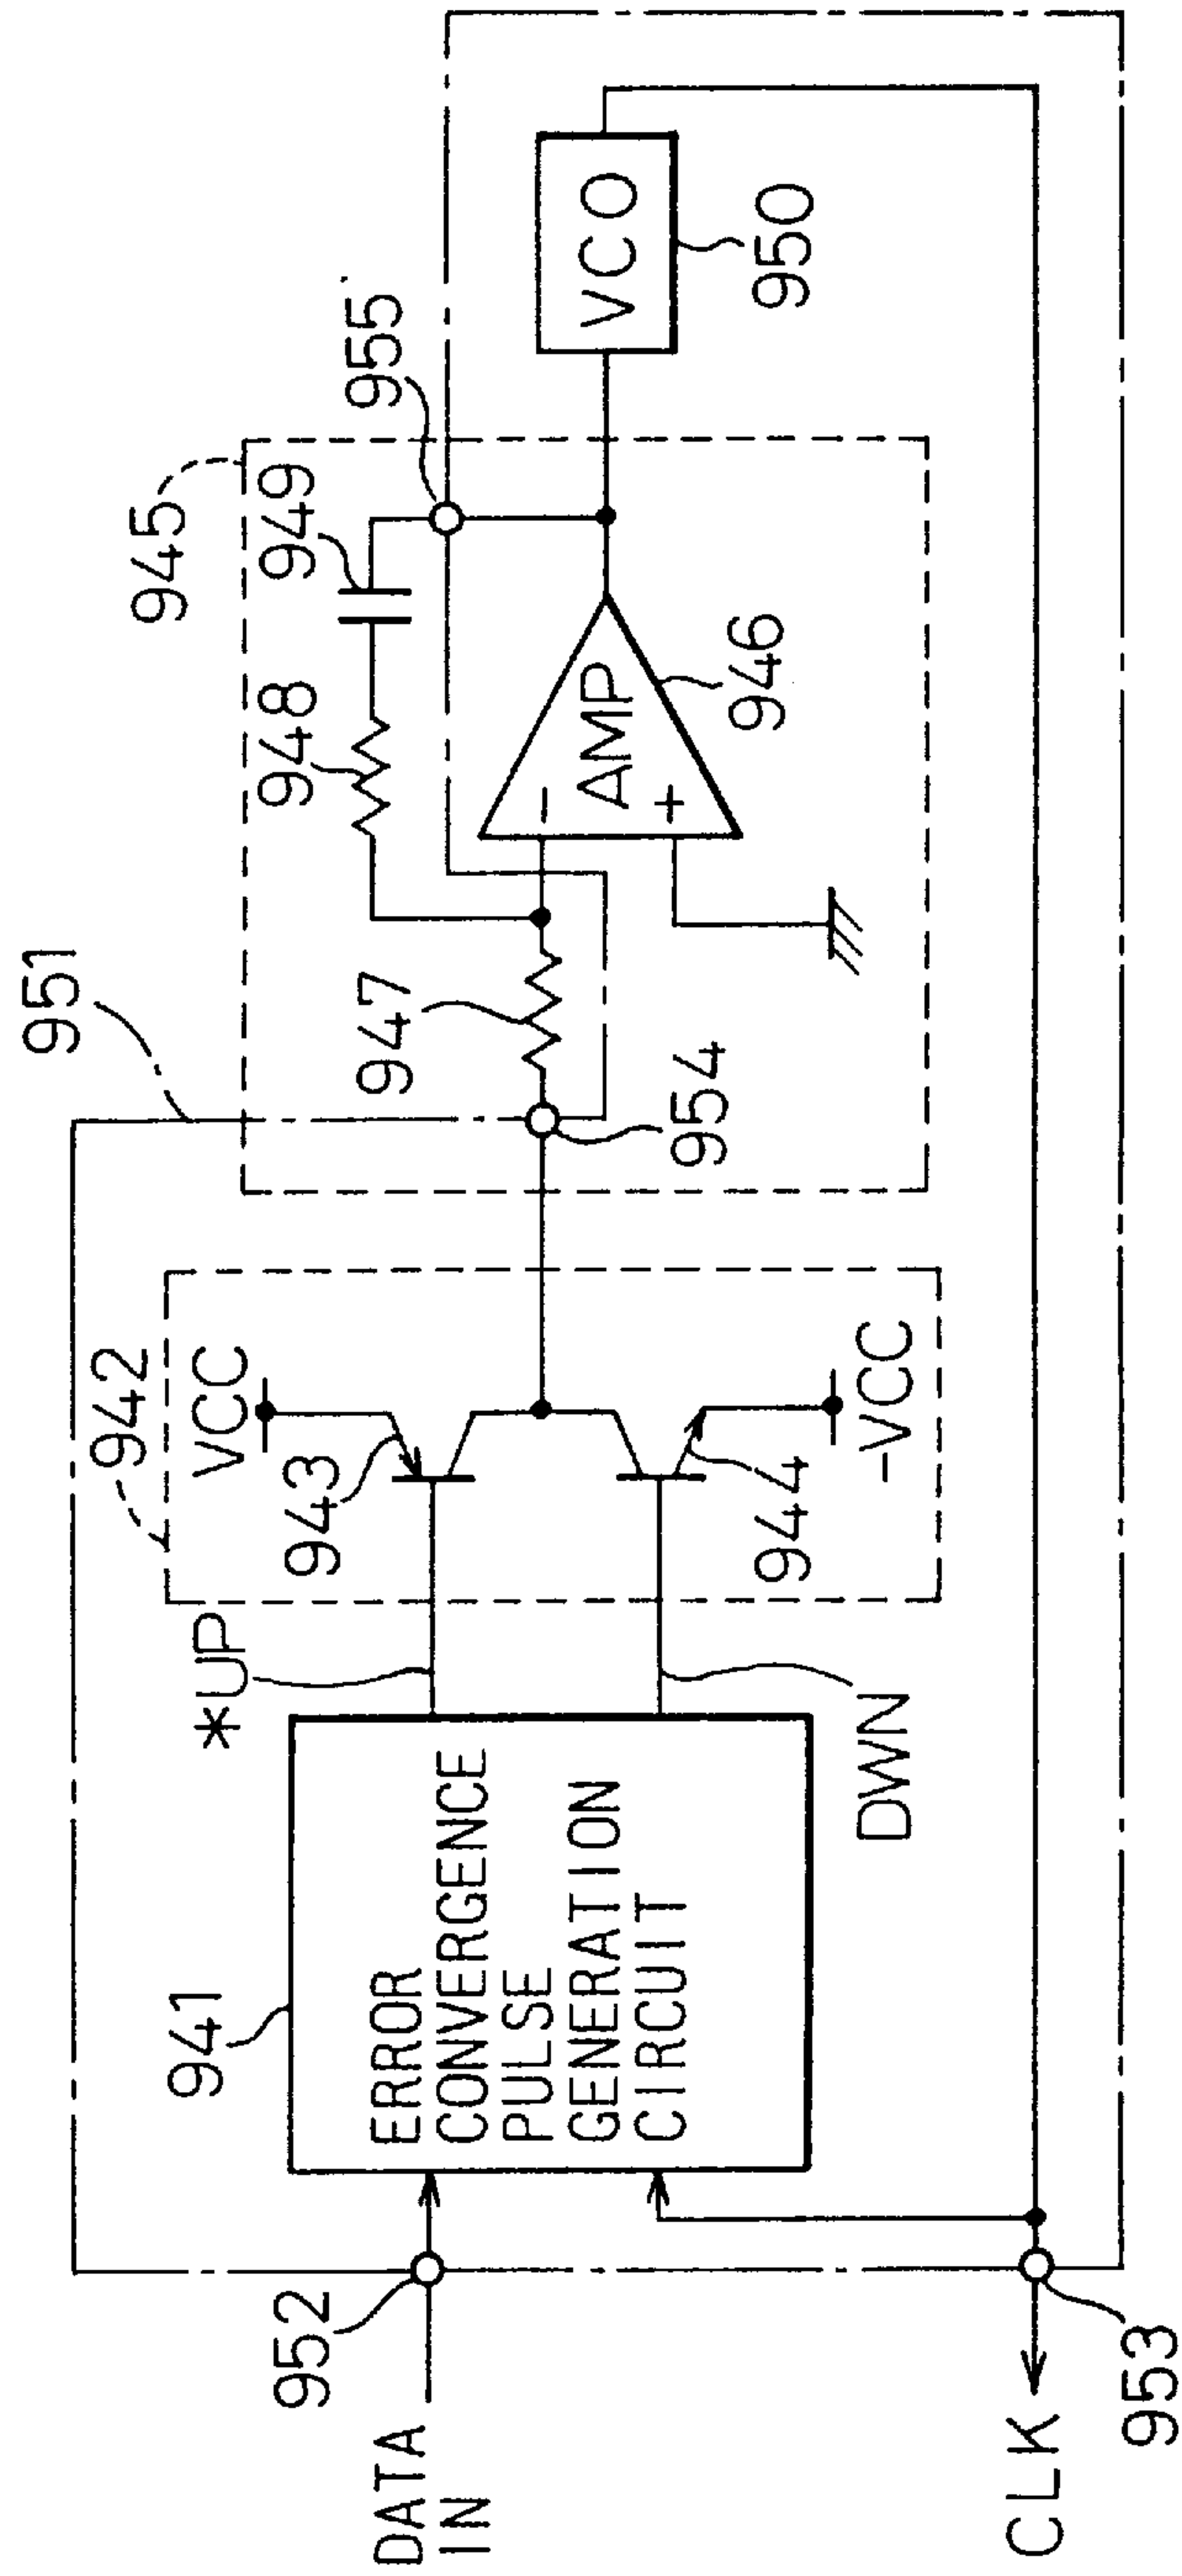 951
945
949
955
948
942
VCC
943
947
*UP
941
ERROR
CONVERGENCE
PULSE
GENERATION
CIRCUIT
952
DATA
IN
AMP
−
+
946
VCO
950
954
944
-VCC
DWN
CLK
953